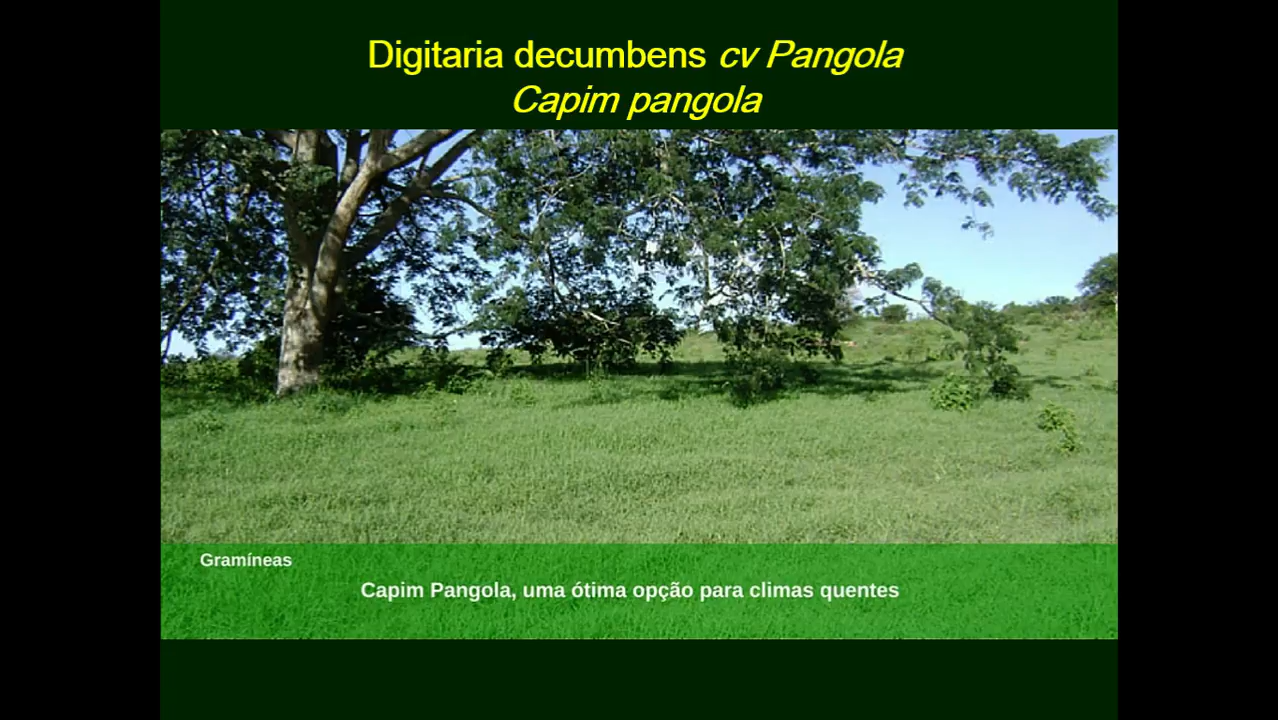 Digitaria decumbens cv Pangola
Capim pangola
Gramíneas
Capim Pangola, uma ótima opção para climas quentes